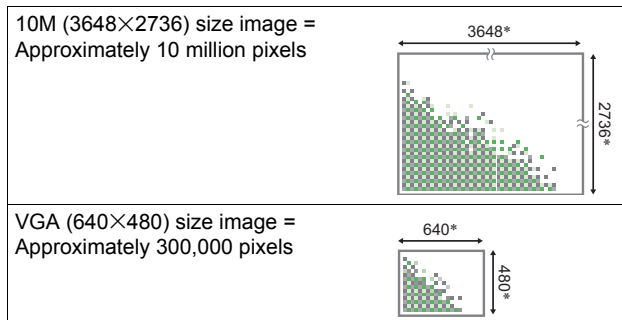 10M (3648×2736) size image =
Approximately 10 million pixels
3648*
2736*
VGA (640×480) size image =
Approximately 300,000 pixels
640*
480*